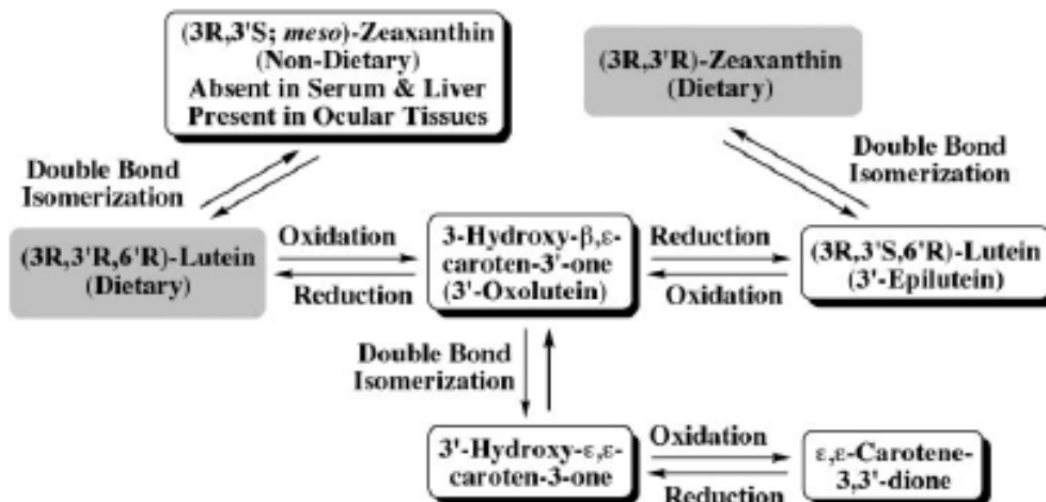 (3R,3'S; meso)-Zeaxanthin
(Non-Dietary)
Absent in Serum & Liver
Present in Ocular Tissues
(3R,3'R)-Zeaxanthin
(Dietary)
Double Bond
Isomerization
Double Bond
Isomerization
(3R,3'R,6'R)-Lutein
(Dietary)
Oxidation
Reduction
3-Hydroxy-β,ε-
caroten-3'-one
(3'-Oxolutein)
Reduction
Oxidation
(3R,3'S,6'R)-Lutein
(3'-Epilutein)
Double Bond
Isomerization
3'-Hydroxy-ε,ε-
caroten-3-one
Oxidation
Reduction
ε,ε-Carotene-
3,3'-dione